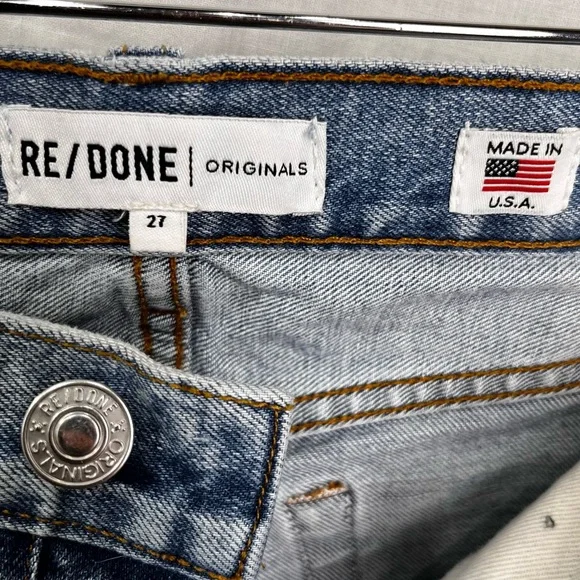 RE/DONE | ORIGINALS
27
MADE IN
U.S.A.
RE/DONE
ORIGINALS